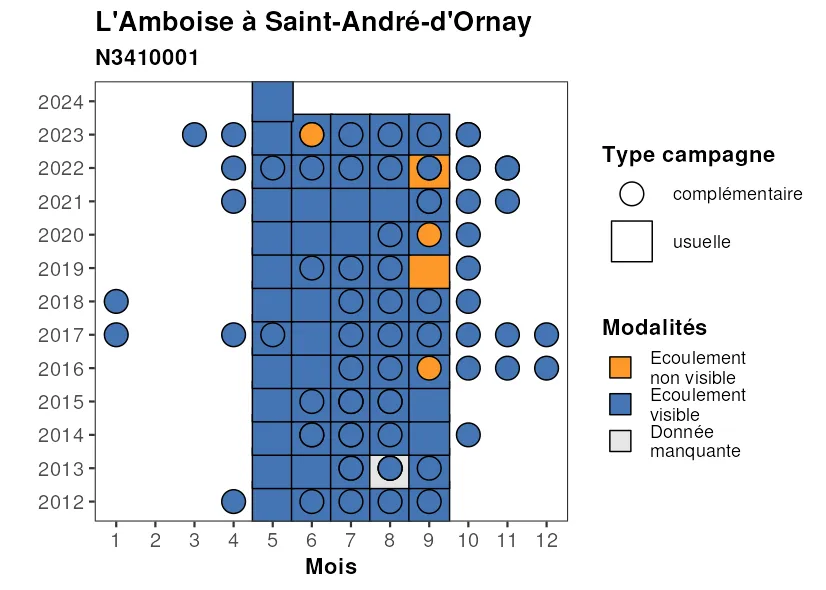 L'Amboise à Saint-André-d'Ornay
N3410001
2024
2023
2022
2021
2020
2019
2018
2017
2016
2015
2014
2013
2012
1 2 3 4 5 6 7 8 9 10 11 12
Mois
Type campagne
complémentaire
usuelle
Modalités
Ecoulement
non visible
Ecoulement
visible
Donnée
manquante